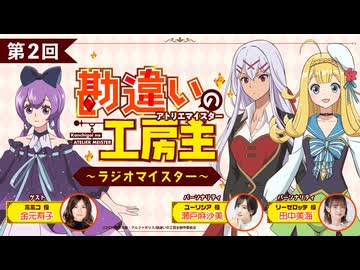 第2回
勘違いの
アトリエマイスター
Kanchigai no
ATELIER MEISTER
工房主
～ラジオマイスター～
ゲスト
ミミコ 役
金元寿子
パーソナリティ
ユーリシア 役
瀬戸麻沙美
パーソナリティ
リーゼロッテ 役
田中美海